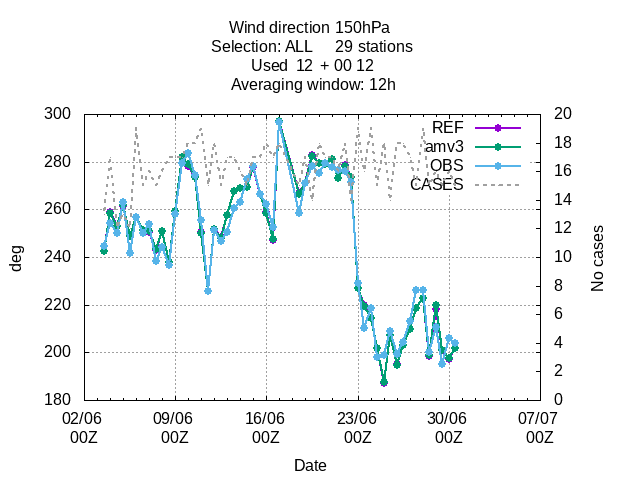 Wind direction 150hPa
Selection: ALL 29 stations
Used 12 + 00 12
Averaging window: 12h
300
280
260
240
220
200
180
deg
20
18
16
14
12
10
8
6
4
2
0
No cases
REF
amv3
OBS
CASES
02/06 09/06 16/06 23/06 30/06 07/07
00Z 00Z 00Z 00Z 00Z 00Z
Date